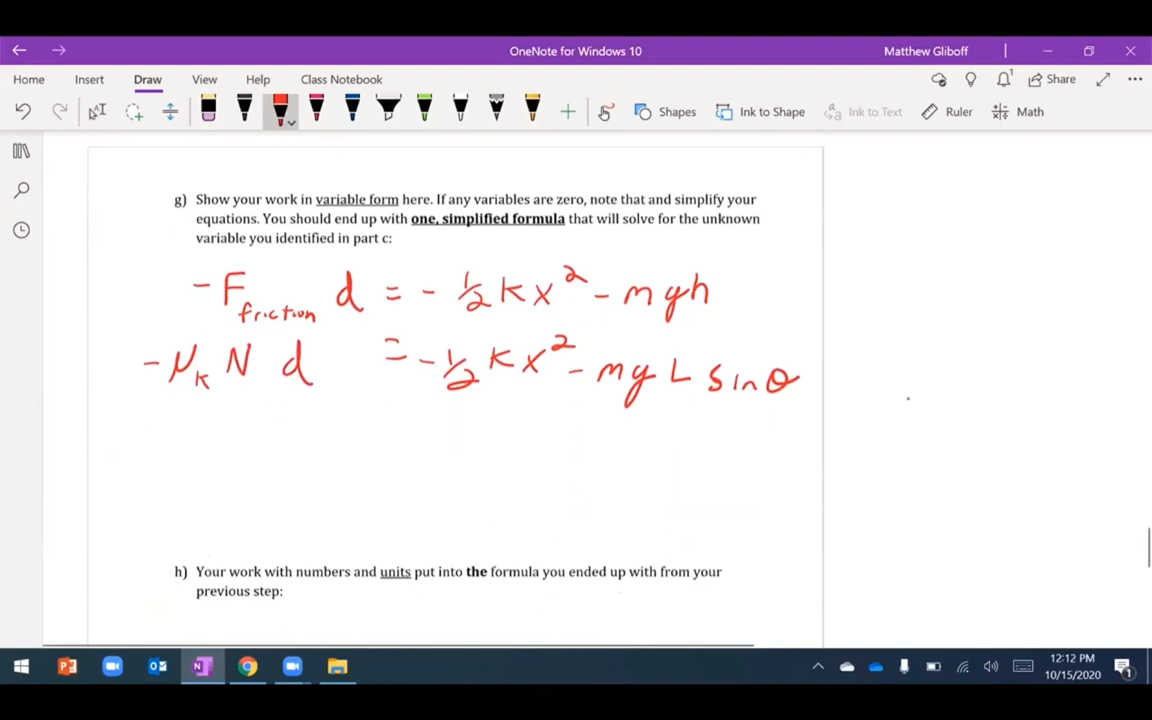 OneNote for Windows 10
Matthew Gliboff
Home Insert Draw View Help Class Notebook Share
Shapes Ink to Shape Ink to Text Ruler Math
g) Show your work in variable form here. If any variables are zero, note that and simplify your
equations. You should end up with one, simplified formula that will solve for the unknown
variable you identified in part c:
-F friction d = - 1/2 k x² - mgh
-μk N d = - 1/2 k x² - mg L sin θ
h) Your work with numbers and units put into the formula you ended up with from your
previous step:
12:12 PM
10/15/2020